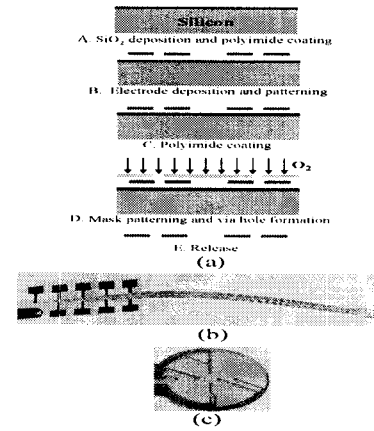 Silicon
A. SiO₂ deposition and polyimide coating
B. Electrode deposition and patterning
C. Polyimide coating
O₂
D. Mask patterning and via hole formation
E. Release
(a)
(b)
(c)